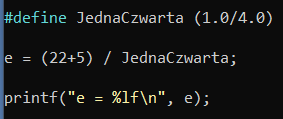 #define JednaCzwarta (1.0/4.0)
e = (22+5) / JednaCzwarta;
printf("e = %lf\n", e);